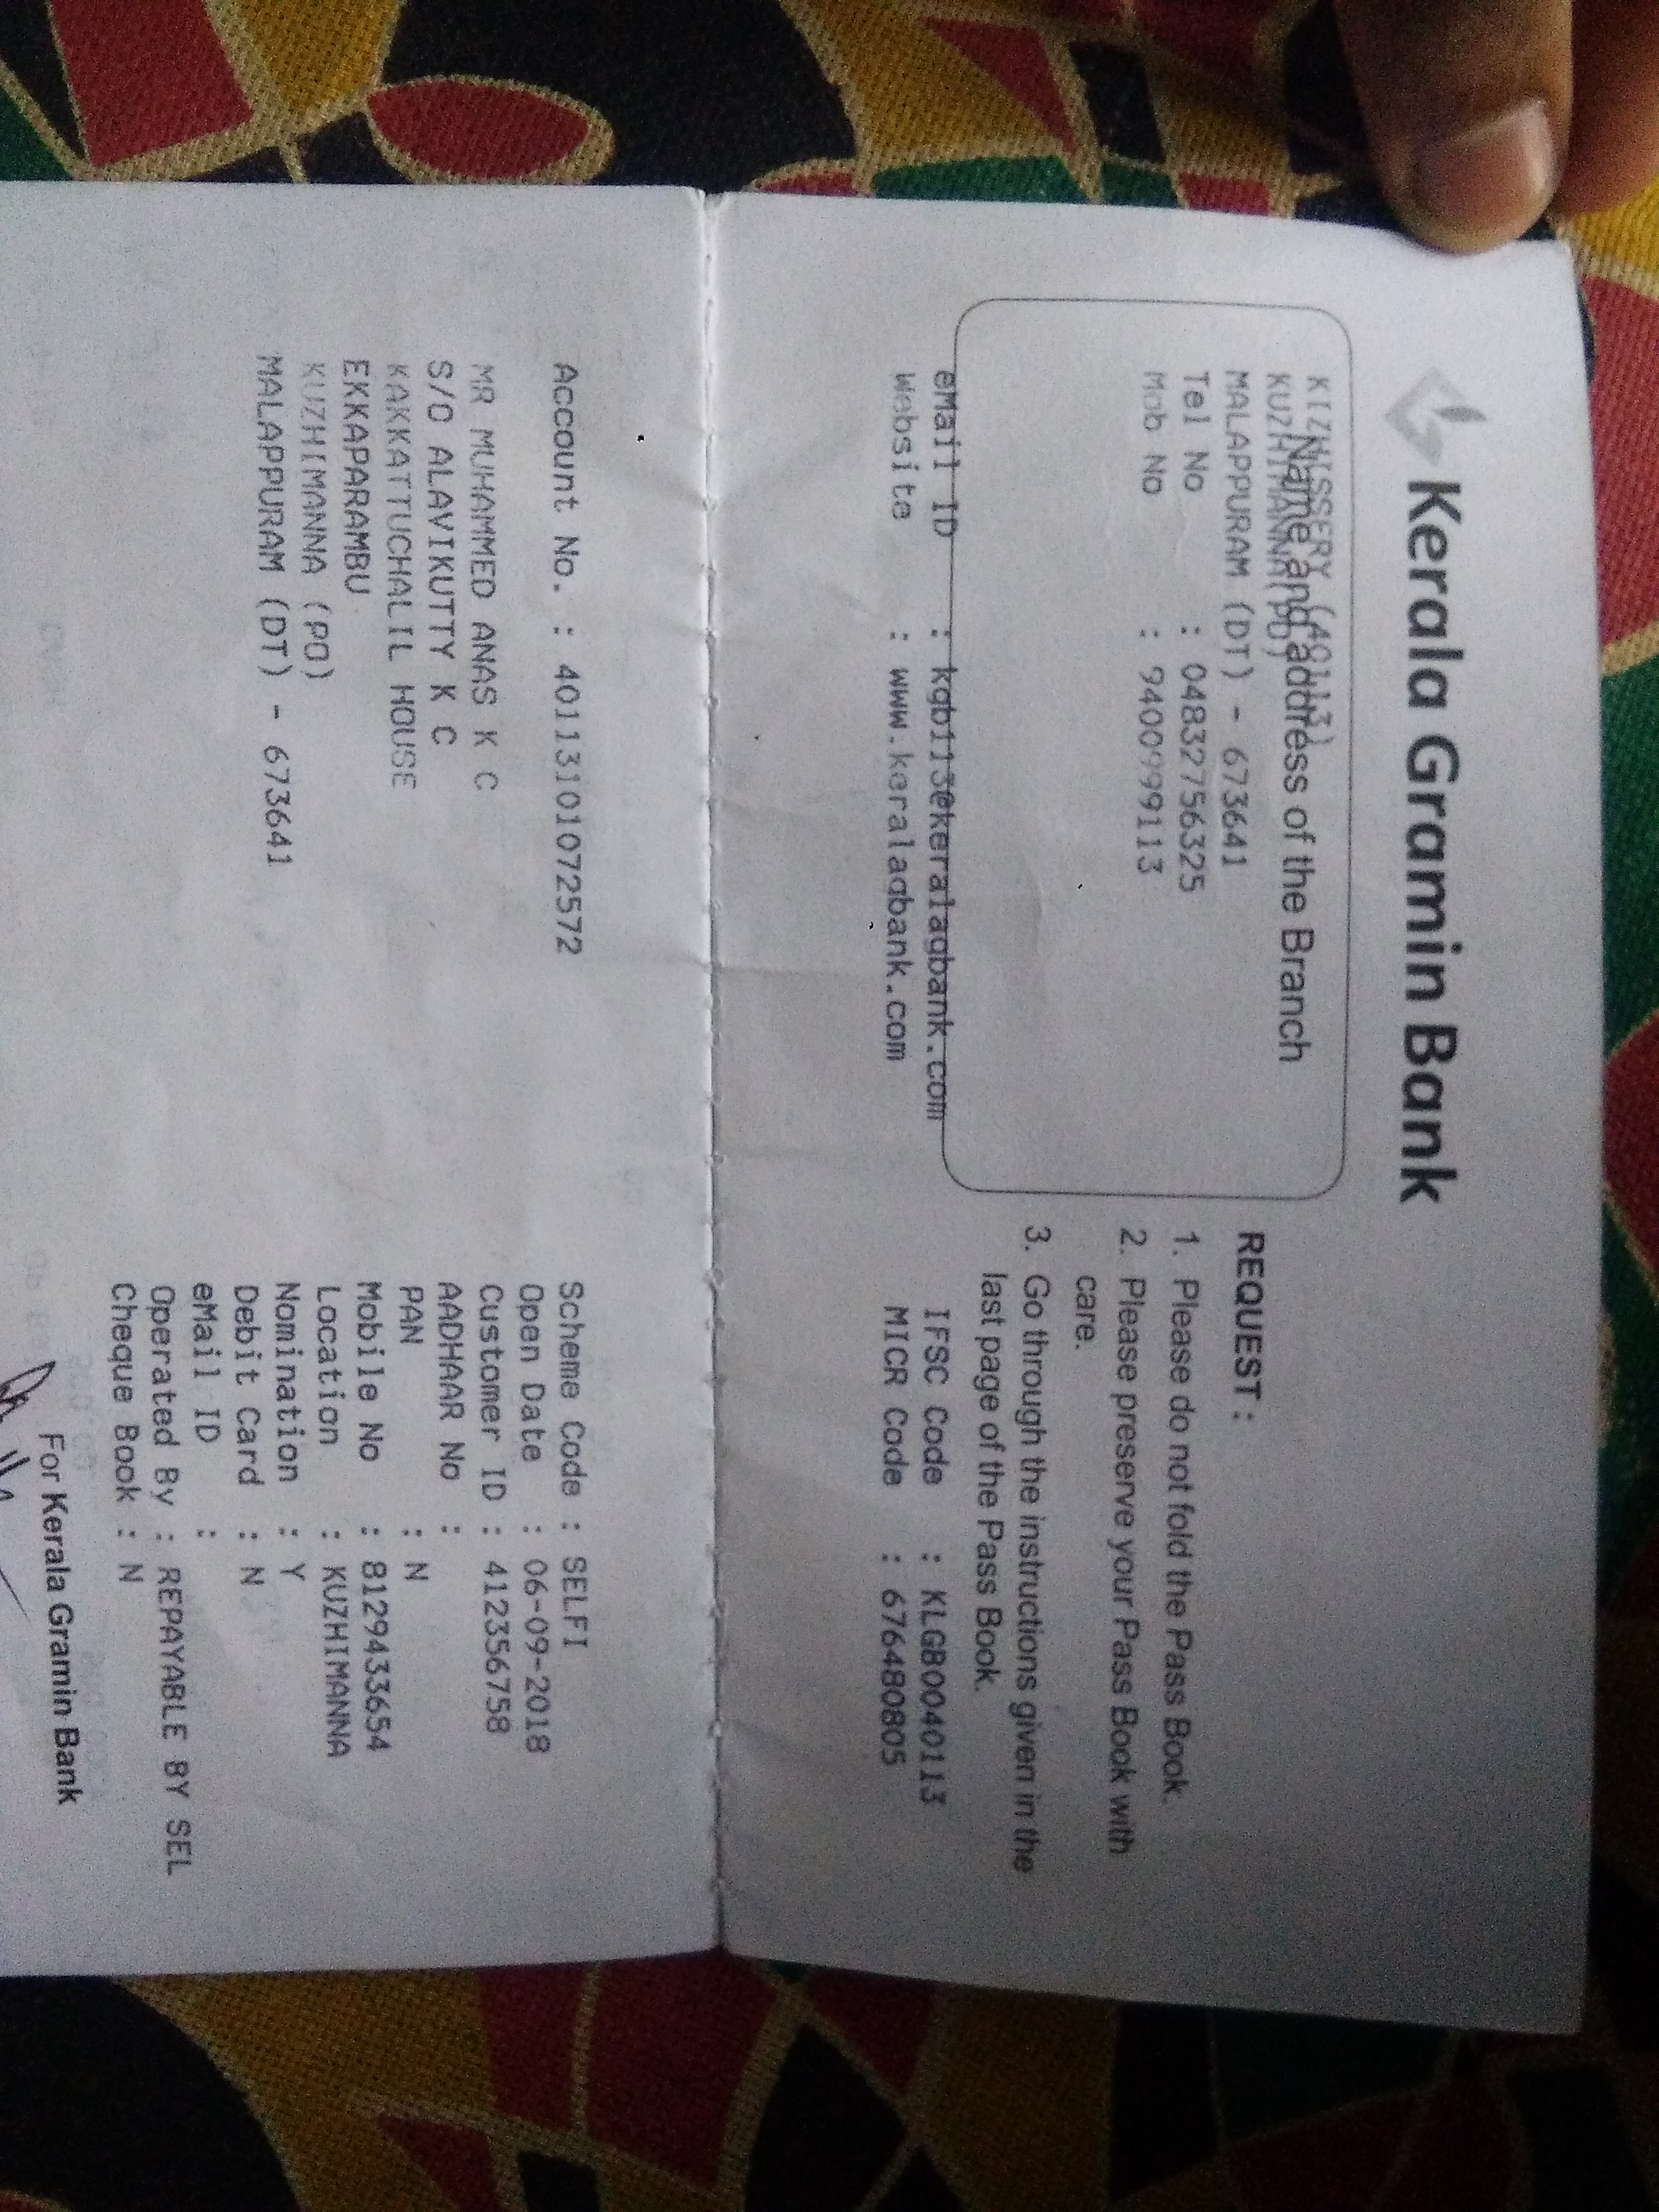 Kerala Gramin Bank
Name and address of the Branch
KIZHISSERY (40113)
KUZHIMANNA(PO)
MALAPPURAM (DT) - 673641
Tel No : 04832756325
Mob No : 9400999113
eMail ID : kgb113@keralagbank.com
Website : www.keralagbank.com
REQUEST :
1. Please do not fold the Pass Book.
2. Please preserve your Pass Book with
care.
3. Go through the instructions given in the
last page of the Pass Book.
IFSC Code : KLGB0040113
MICR Code : 676480805
Account No. : 40113101072572
MR MUHAMMED ANAS K C
S/O ALAVIKUTTY K C
KAKKATTUCHALIL HOUSE
EKKAPARAMBU
KUZHIMANNA (PO)
MALAPPURAM (DT) - 673641
Scheme Code : SELFI
Open Date : 06-09-2018
Customer ID : 412356758
AADHAAR No :
PAN : N
Mobile No : 8129433654
Location : KUZHIMANNA
Nomination : Y
Debit Card : N
eMail ID :
Operated By : REPAYABLE BY SEL
Cheque Book : N
For Kerala Gramin Bank